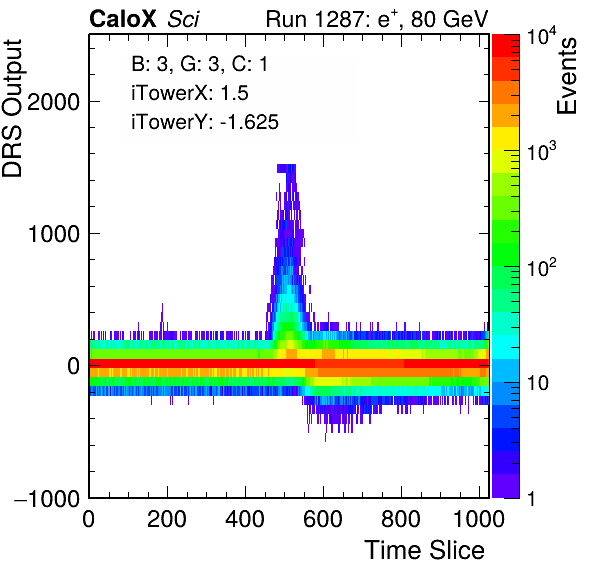 CaloX Sci
Run 1287: e+, 80 GeV
B: 3, G: 3, C: 1
iTowerX: 1.5
iTowerY: -1.625
DRS Output
2000
1000
0
−1000
0 200 400 600 800 1000
Time Slice
Events
10^4
10^3
10^2
10
1